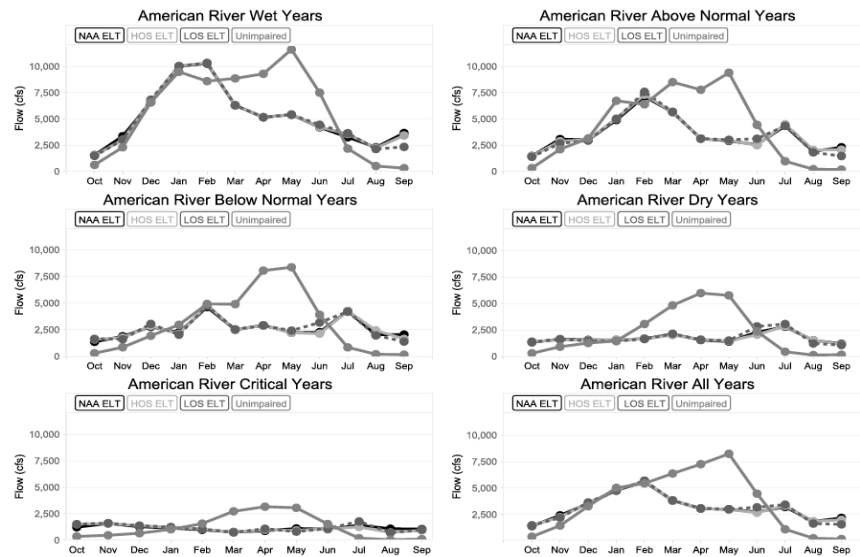 American River Wet Years
NAA ELT HOS ELT LOS ELT Unimpaired
Flow (cfs)
10,000
7,500
5,000
2,500
0
Oct Nov Dec Jan Feb Mar Apr May Jun Jul Aug Sep
American River Above Normal Years
NAA ELT HOS ELT LOS ELT Unimpaired
Flow (cfs)
10,000
7,500
5,000
2,500
0
Oct Nov Dec Jan Feb Mar Apr May Jun Jul Aug Sep
American River Below Normal Years
NAA ELT HOS ELT LOS ELT Unimpaired
Flow (cfs)
10,000
7,500
5,000
2,500
0
Oct Nov Dec Jan Feb Mar Apr May Jun Jul Aug Sep
American River Dry Years
NAA ELT HOS ELT LOS ELT Unimpaired
Flow (cfs)
10,000
7,500
5,000
2,500
0
Oct Nov Dec Jan Feb Mar Apr May Jun Jul Aug Sep
American River Critical Years
NAA ELT HOS ELT LOS ELT Unimpaired
Flow (cfs)
10,000
7,500
5,000
2,500
0
Oct Nov Dec Jan Feb Mar Apr May Jun Jul Aug Sep
American River All Years
NAA ELT HOS ELT LOS ELT Unimpaired
Flow (cfs)
10,000
7,500
5,000
2,500
Oct Nov Dec Jan Feb Mar Apr May Jun Jul Aug Sep